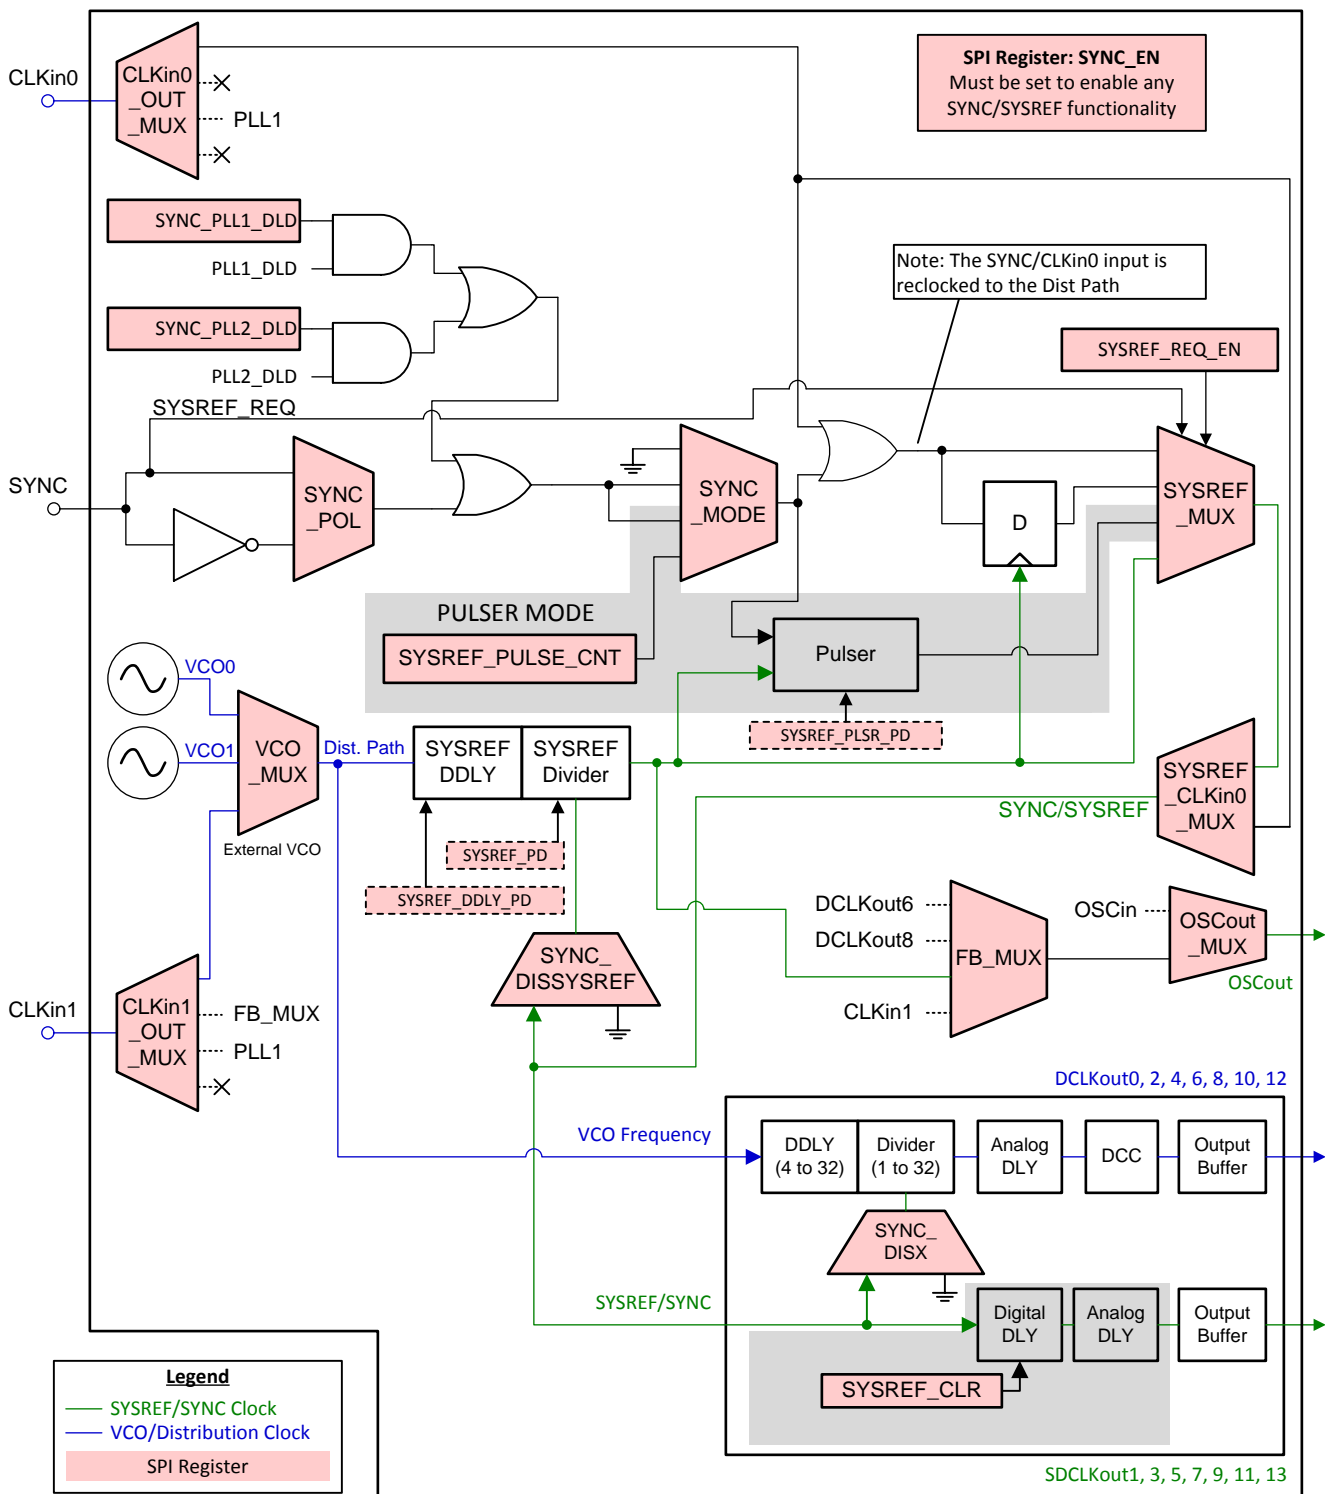 CLKin0
CLKin0
_OUT
_MUX
PLL1
SPI Register: SYNC_EN
Must be set to enable any
SYNC/SYSREF functionality
SYNC_PLL1_DLD
PLL1_DLD
SYNC_PLL2_DLD
PLL2_DLD
Note: The SYNC/CLKin0 input is
reclocked to the Dist Path
SYSREF_REQ_EN
SYSREF_REQ
SYNC
SYNC
_POL
SYNC
_MODE
D
SYSREF
_MUX
PULSER MODE
SYSREF_PULSE_CNT
Pulser
SYSREF_PLSR_PD
VCO0
VCO1
VCO
_MUX
External VCO
Dist. Path
SYSREF
DDLY
SYSREF
Divider
SYSREF_PD
SYSREF_DDLY_PD
SYNC/SYSREF
SYSREF
_CLKin0
_MUX
SYNC_
DISSYSREF
DCLKout6
DCLKout8
CLKin1
FB_MUX
OSCin
OSCout
_MUX
OSCout
CLKin1
CLKin1
_OUT
_MUX
FB_MUX
PLL1
DCLKout0, 2, 4, 6, 8, 10, 12
VCO Frequency
DDLY
(4 to 32)
Divider
(1 to 32)
Analog
DLY
DCC
Output
Buffer
SYNC_
DISX
SYSREF/SYNC
Digital
DLY
Analog
DLY
Output
Buffer
SYSREF_CLR
SDCLKout1, 3, 5, 7, 9, 11, 13
Legend
SYSREF/SYNC Clock
VCO/Distribution Clock
SPI Register